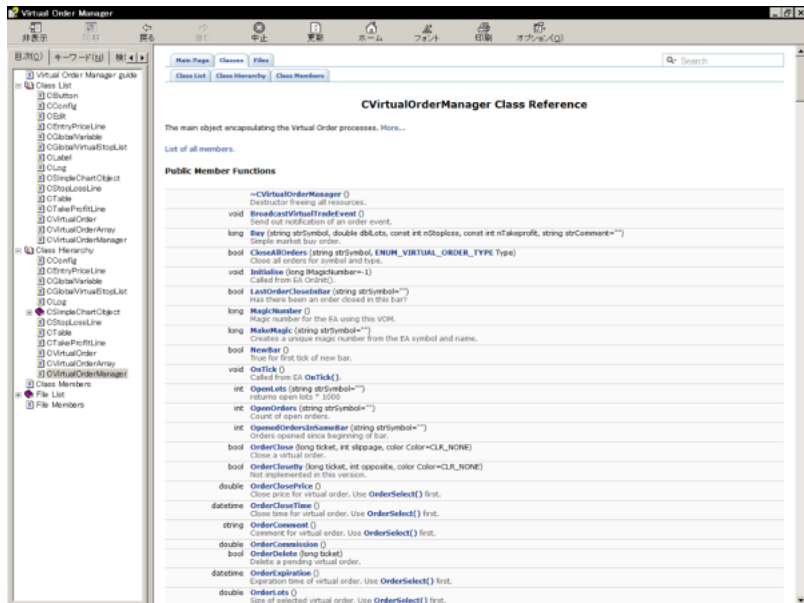 Virtual Order Manager
非表示
戻る
中止
更新
ホーム
フォント
印刷
オプション(O)
目次(O)
キーワード(N)
Virtual Order Manager guide
Class List
CButton
CConfig
CEdit
CEntryPriceLine
CGlobalVariable
CGlobalVirtualStopList
CLabel
CLog
CSimpleChartObject
CStopLossLine
CTable
CTakeProfitLine
CVirtualOrder
CVirtualOrderArray
CVirtualOrderManager
Class Hierarchy
CConfig
CEntryPriceLine
CGlobalVariable
CGlobalVirtualStopList
CLog
CSimpleChartObject
CStopLossLine
CTable
CTakeProfitLine
CVirtualOrder
CVirtualOrderArray
CVirtualOrderManager
Class Members
File List
File Members
Main Page Classes Files
Search
Class List Class Hierarchy Class Members
CVirtualOrderManager Class Reference
The main object encapsulating the Virtual Order processes. More...
List of all members.
Public Member Functions
~CVirtualOrderManager ()
Destructor freeing all resources.
void BroadcastVirtualTradeEvent ()
Send out notification of an order event.
long Buy (string strSymbol, double dblLots, const int nStoploss, const int nTakeprofit, string strComment="")
Simple market buy order.
bool CloseAllOrders (string strSymbol, ENUM_VIRTUAL_ORDER_TYPE Type)
Close all orders for symbol and type.
void Initialise (long lMagicNumber=-1)
Called from EA OnInit().
bool LastOrderCloseInBar (string strSymbol="")
Has there been an order closed in this bar?
long MagicNumber ()
Magic number for the EA using this VOM.
long MakeMagic (string strSymbol="")
Creates a unique magic number from the EA symbol and name.
bool NewBar ()
True for first tick of new bar.
void OnTick ()
Called from EA OnTick().
int OpenLots (string strSymbol="")
returns open lots * 1000
int OpenOrders (string strSymbol="")
Count of open orders.
int OpenedOrdersInSameBar (string strSymbol="")
Orders opened since beginning of bar.
bool OrderClose (long ticket, int slippage, color Color=CLR_NONE)
Close a virtual order.
bool OrderCloseBy (long ticket, int opposite, color Color=CLR_NONE)
Not implemented in this version.
double OrderClosePrice ()
Close price for virtual order. Use OrderSelect() first.
datetime OrderCloseTime ()
Close time for virtual order. Use OrderSelect() first.
string OrderComment ()
Comment for virtual order. Use OrderSelect() first.
double OrderCommission ()
bool OrderDelete (long ticket)
Delete a pending virtual order.
datetime OrderExpiration ()
Expiration time of virtual order. Use OrderSelect() first.
double OrderLots ()
Size of selected virtual order. Use OrderSelect() first.